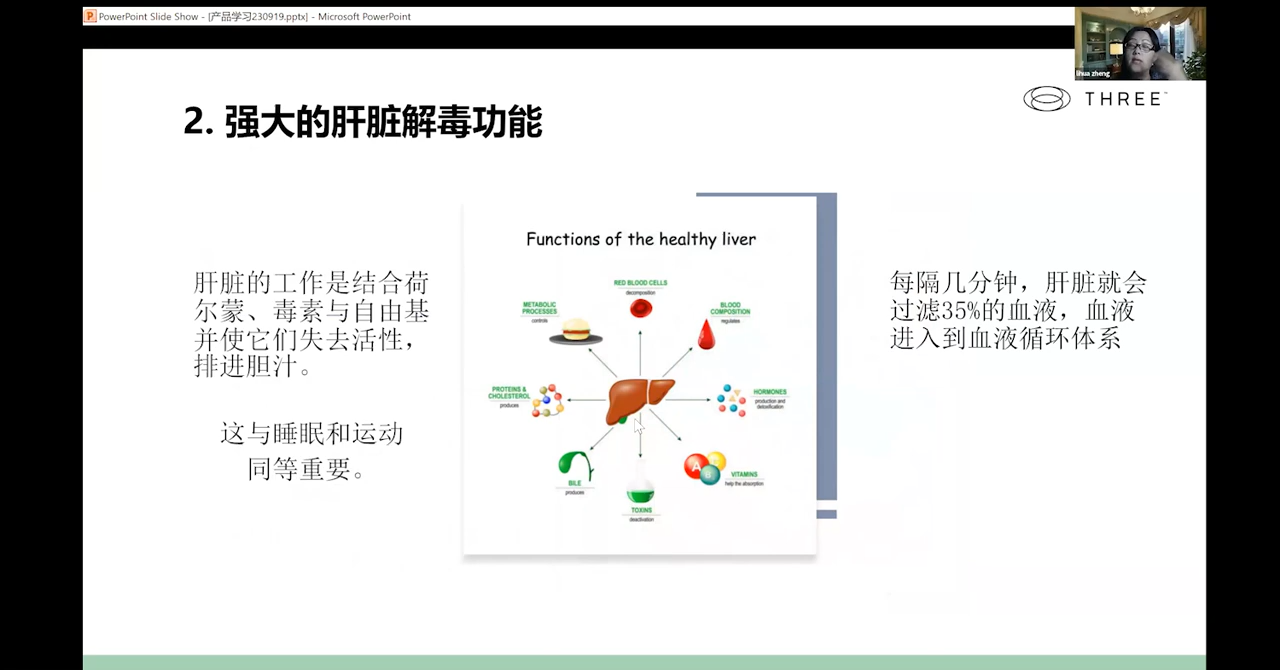 PowerPoint Slide Show - [产品学习230919.pptx] - Microsoft PowerPoint
lihua zheng
THREE
2. 强大的肝脏解毒功能
肝脏的工作是结合荷
尔蒙、毒素与自由基
并使它们失去活性，
排进胆汁。
这与睡眠和运动
同等重要。
Functions of the healthy liver
RED BLOOD CELLS
decomposition
METABOLIC
PROCESSES
controls
BLOOD
COMPOSITION
regulates
PROTEINS &
CHOLESTEROL
produces
HORMONES
production and
detoxification
BILE
produces
TOXINS
deactivation
A
VITAMINS
help the absorption
每隔几分钟，肝脏就会
过滤35%的血液，血液
进入到血液循环体系